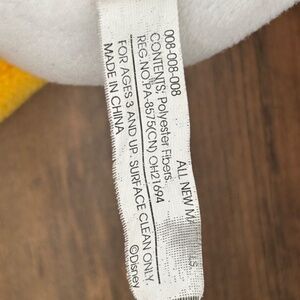 008-008-008
ALL NEW
CONTENTS: Polyester Fibers.
REG.NO.PA-8575(CN) OH21694
FOR AGES 3 AND UP. SURFACE CLEAN ONLY.
MADE IN CHINA
©Disney